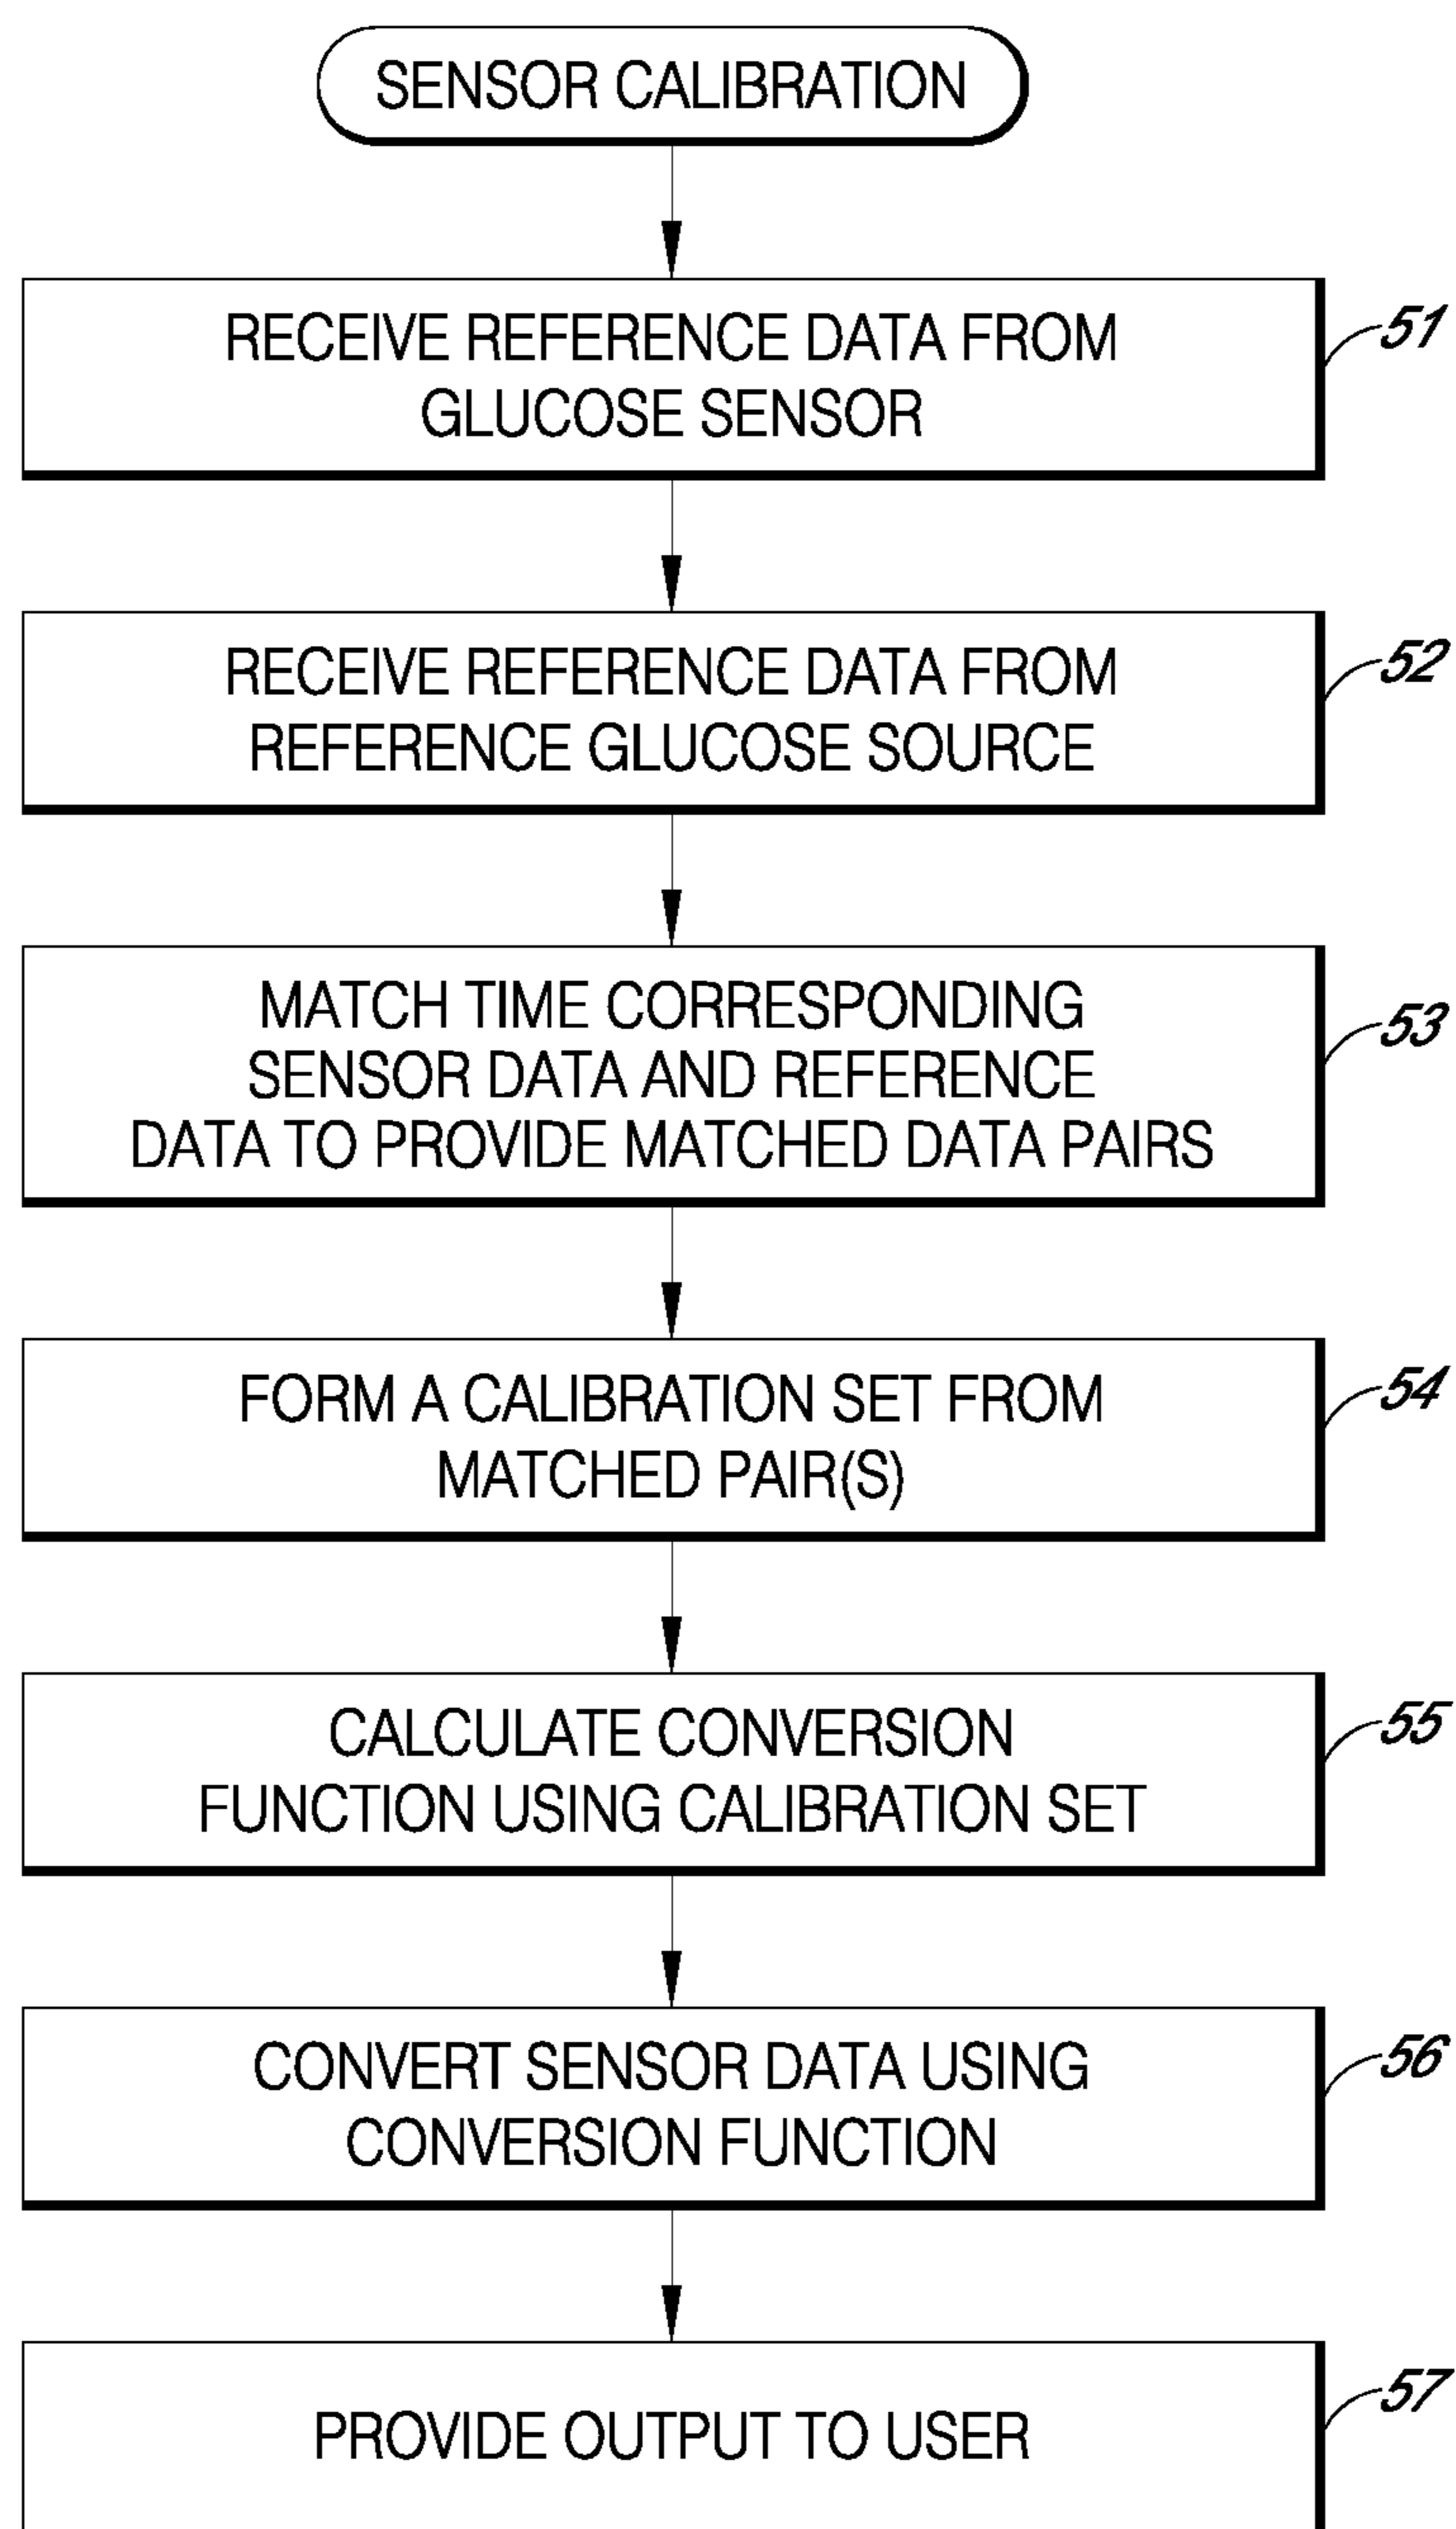 SENSOR CALIBRATION
RECEIVE REFERENCE DATA FROM
GLUCOSE SENSOR
51
RECEIVE REFERENCE DATA FROM
REFERENCE GLUCOSE SOURCE
52
MATCH TIME CORRESPONDING
SENSOR DATA AND REFERENCE
DATA TO PROVIDE MATCHED DATA PAIRS
53
FORM A CALIBRATION SET FROM
MATCHED PAIR(S)
54
CALCULATE CONVERSION
FUNCTION USING CALIBRATION SET
55
CONVERT SENSOR DATA USING
CONVERSION FUNCTION
56
PROVIDE OUTPUT TO USER
57